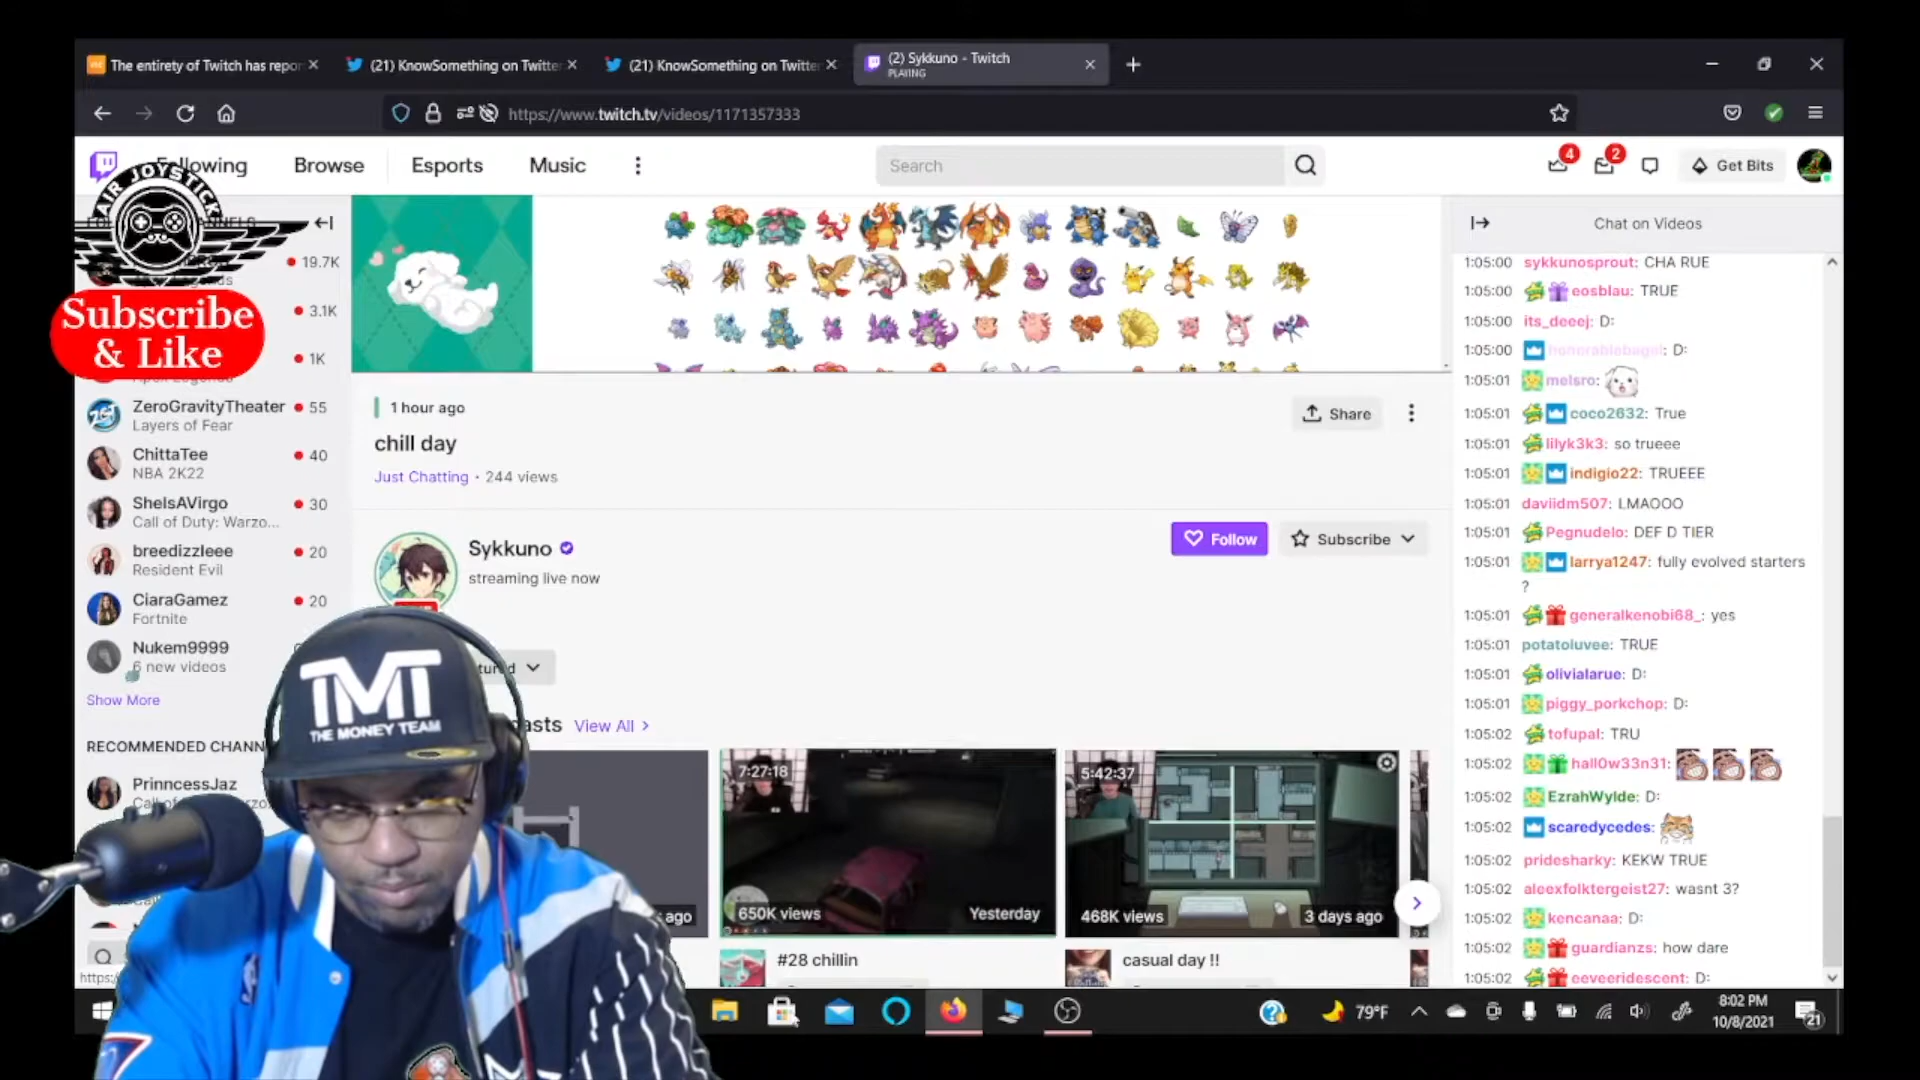 The entirety of Twitch has repor
(21) KnowSomething on Twitte
(21) KnowSomething on Twitte
(2) Sykkuno - Twitch
PLAYING
https://www.twitch.tv/videos/1171357333
Following
Browse
Esports
Music
Search
4
2
Get Bits
AIR JOYSTICK
Subscribe
& Like
19.7K
3.1K
1K
ZeroGravityTheater
55
Layers of Fear
ChittaTee
40
NBA 2K22
SheIsAVirgo
30
Call of Duty: Warzo...
breedizzleee
20
Resident Evil
CiaraGamez
20
Fortnite
Nukem9999
6 new videos
Show More
RECOMMENDED CHANN
PrinncessJaz
1 hour ago
Share
chill day
Just Chatting • 244 views
Sykkuno
Follow
Subscribe
streaming live now
View All
7:27:18
650K views
Yesterday
5:42:37
468K views
3 days ago
ago
#28 chillin
casual day !!
TMT
THE MONEY TEAM
Chat on Videos
1:05:00 sykkunosprout: CHA RUE
1:05:00 eosblau: TRUE
1:05:00 its_deeej: D:
1:05:00 honorablebagel: D:
1:05:01 melsro:
1:05:01 coco2632: True
1:05:01 lilyk3k3: so trueee
1:05:01 indigio22: TRUEEE
1:05:01 daviidm507: LMAOOO
1:05:01 Pegnudelo: DEF D TIER
1:05:01 larrya1247: fully evolved starters
?
1:05:01 generalkenobi68_: yes
1:05:01 potatoluvee: TRUE
1:05:01 olivialarue: D:
1:05:01 piggy_porkchop: D:
1:05:02 tofupal: TRU
1:05:02 hall0w33n31:
1:05:02 EzrahWylde: D:
1:05:02 scaredycedes:
1:05:02 pridesharky: KEKW TRUE
1:05:02 aleexfolktergeist27: wasnt 3?
1:05:02 kencanaa: D:
1:05:02 guardianzs: how dare
1:05:02 eeveeridescent: D:
79°F
8:02 PM
10/8/2021
21